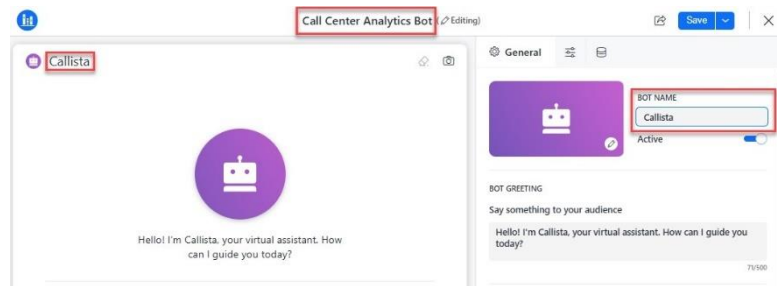 Call Center Analytics Bot ( Editing)
Save
Callista
General
BOT NAME
Callista
Active
Hello! I'm Callista, your virtual assistant. How
can I guide you today?
BOT GREETING
Say something to your audience
Hello! I'm Callista, your virtual assistant. How can I guide you
today?
71/500